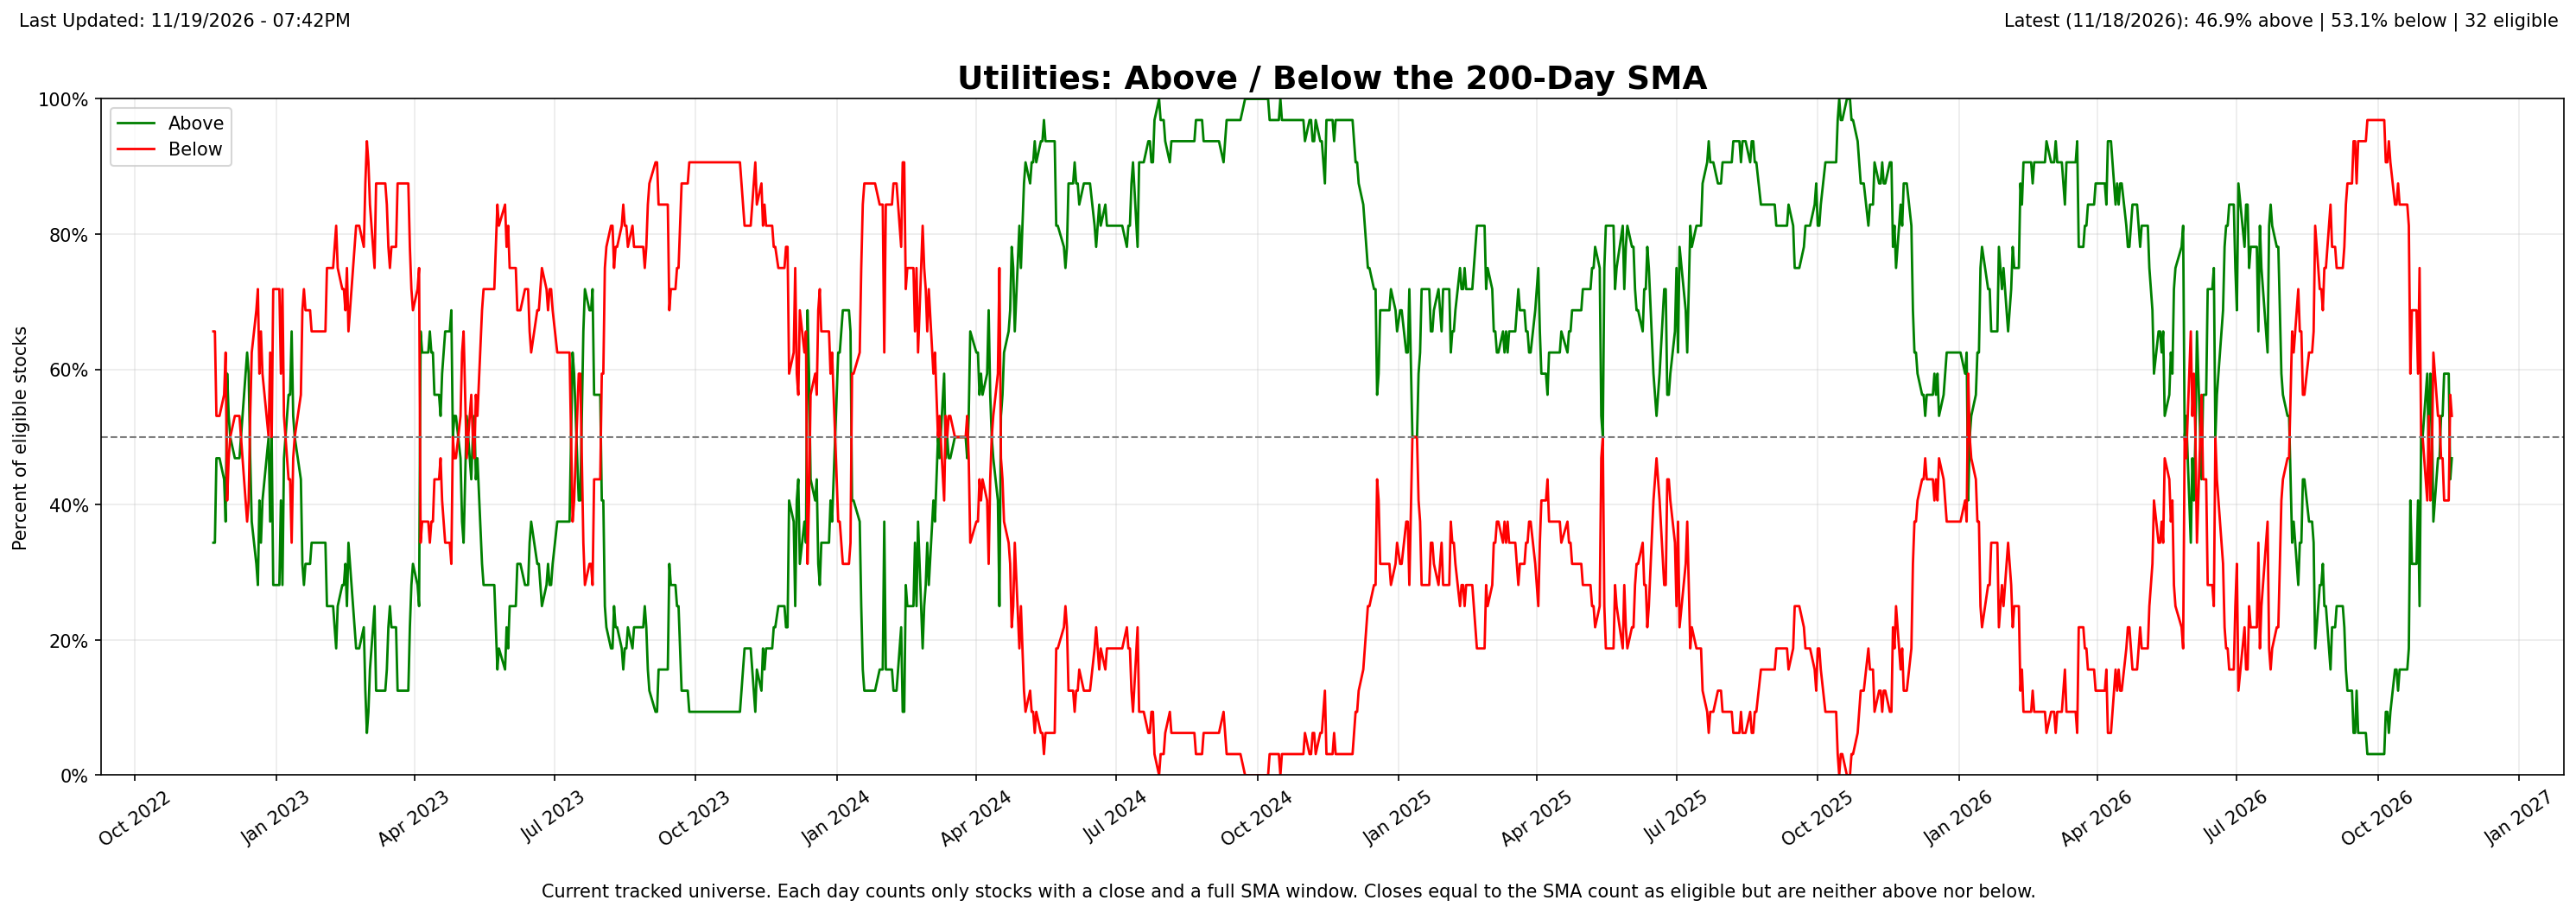 Last Updated: 11/19/2026 - 07:42PM
Latest (11/18/2026): 46.9% above | 53.1% below | 32 eligible
Utilities: Above / Below the 200-Day SMA
Above
Below
Percent of eligible stocks
100%
80%
60%
40%
20%
0%
Oct 2022
Jan 2023
Apr 2023
Jul 2023
Oct 2023
Jan 2024
Apr 2024
Jul 2024
Oct 2024
Jan 2025
Apr 2025
Jul 2025
Oct 2025
Jan 2026
Apr 2026
Jul 2026
Oct 2026
Jan 2027
Current tracked universe. Each day counts only stocks with a close and a full SMA window. Closes equal to the SMA count as eligible but are neither above nor below.